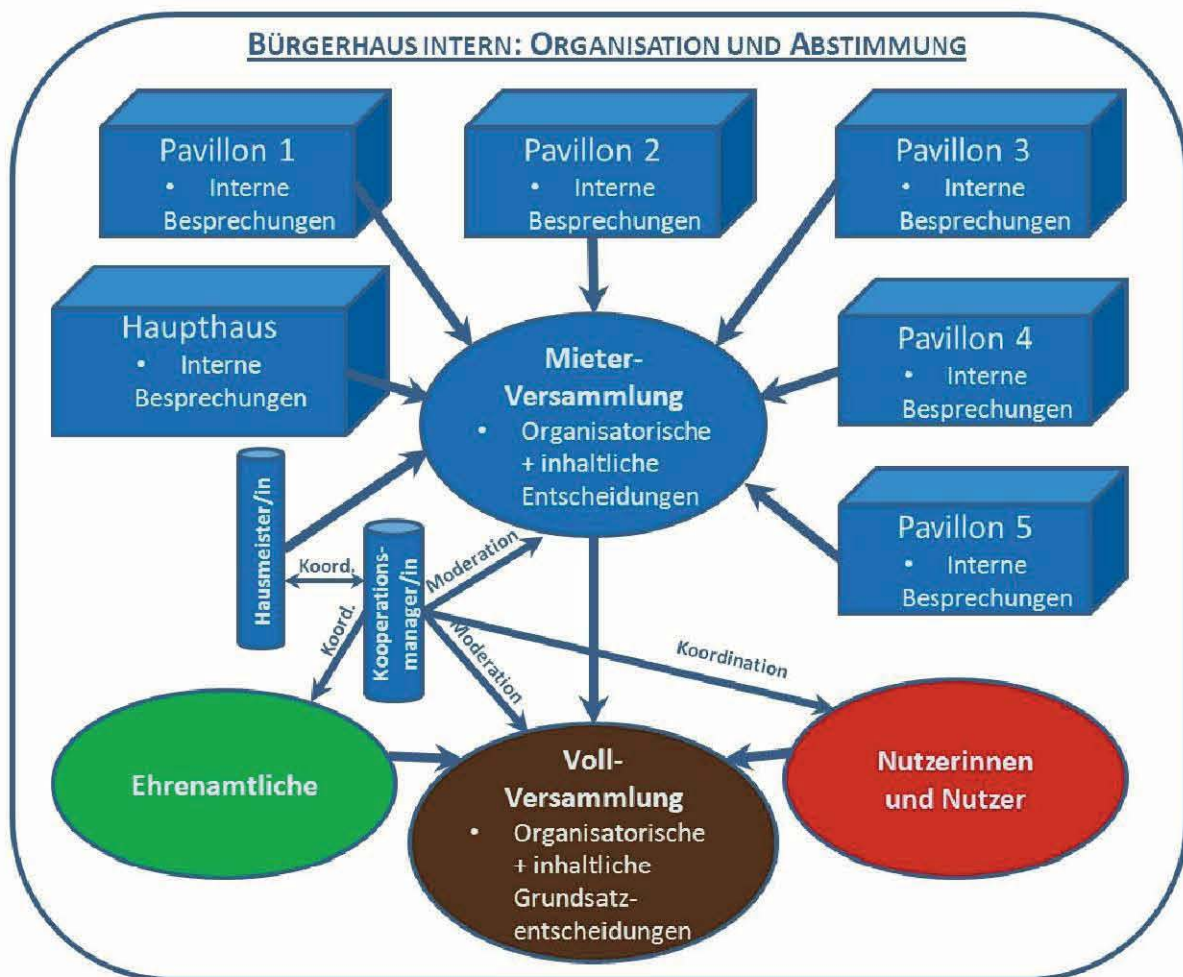 BÜRGERHAUS INTERN: ORGANISATION UND ABSTIMMUNG
Pavillon 1
• Interne
Besprechungen
Pavillon 2
• Interne
Besprechungen
Pavillon 3
• Interne
Besprechungen
Haupthaus
• Interne
Besprechungen
Mieter-
Versammlung
• Organisatorische
+ inhaltliche
Entscheidungen
Pavillon 4
• Interne
Besprechungen
Pavillon 5
• Interne
Besprechungen
Hausmeister/in
Koord.
Kooperations-
manager/in
Moderation
Koord.
Moderation
Koordination
Ehrenamtliche
Voll-
Versammlung
• Organisatorische
+ inhaltliche
Grundsatz-
entscheidungen
Nutzerinnen
und Nutzer